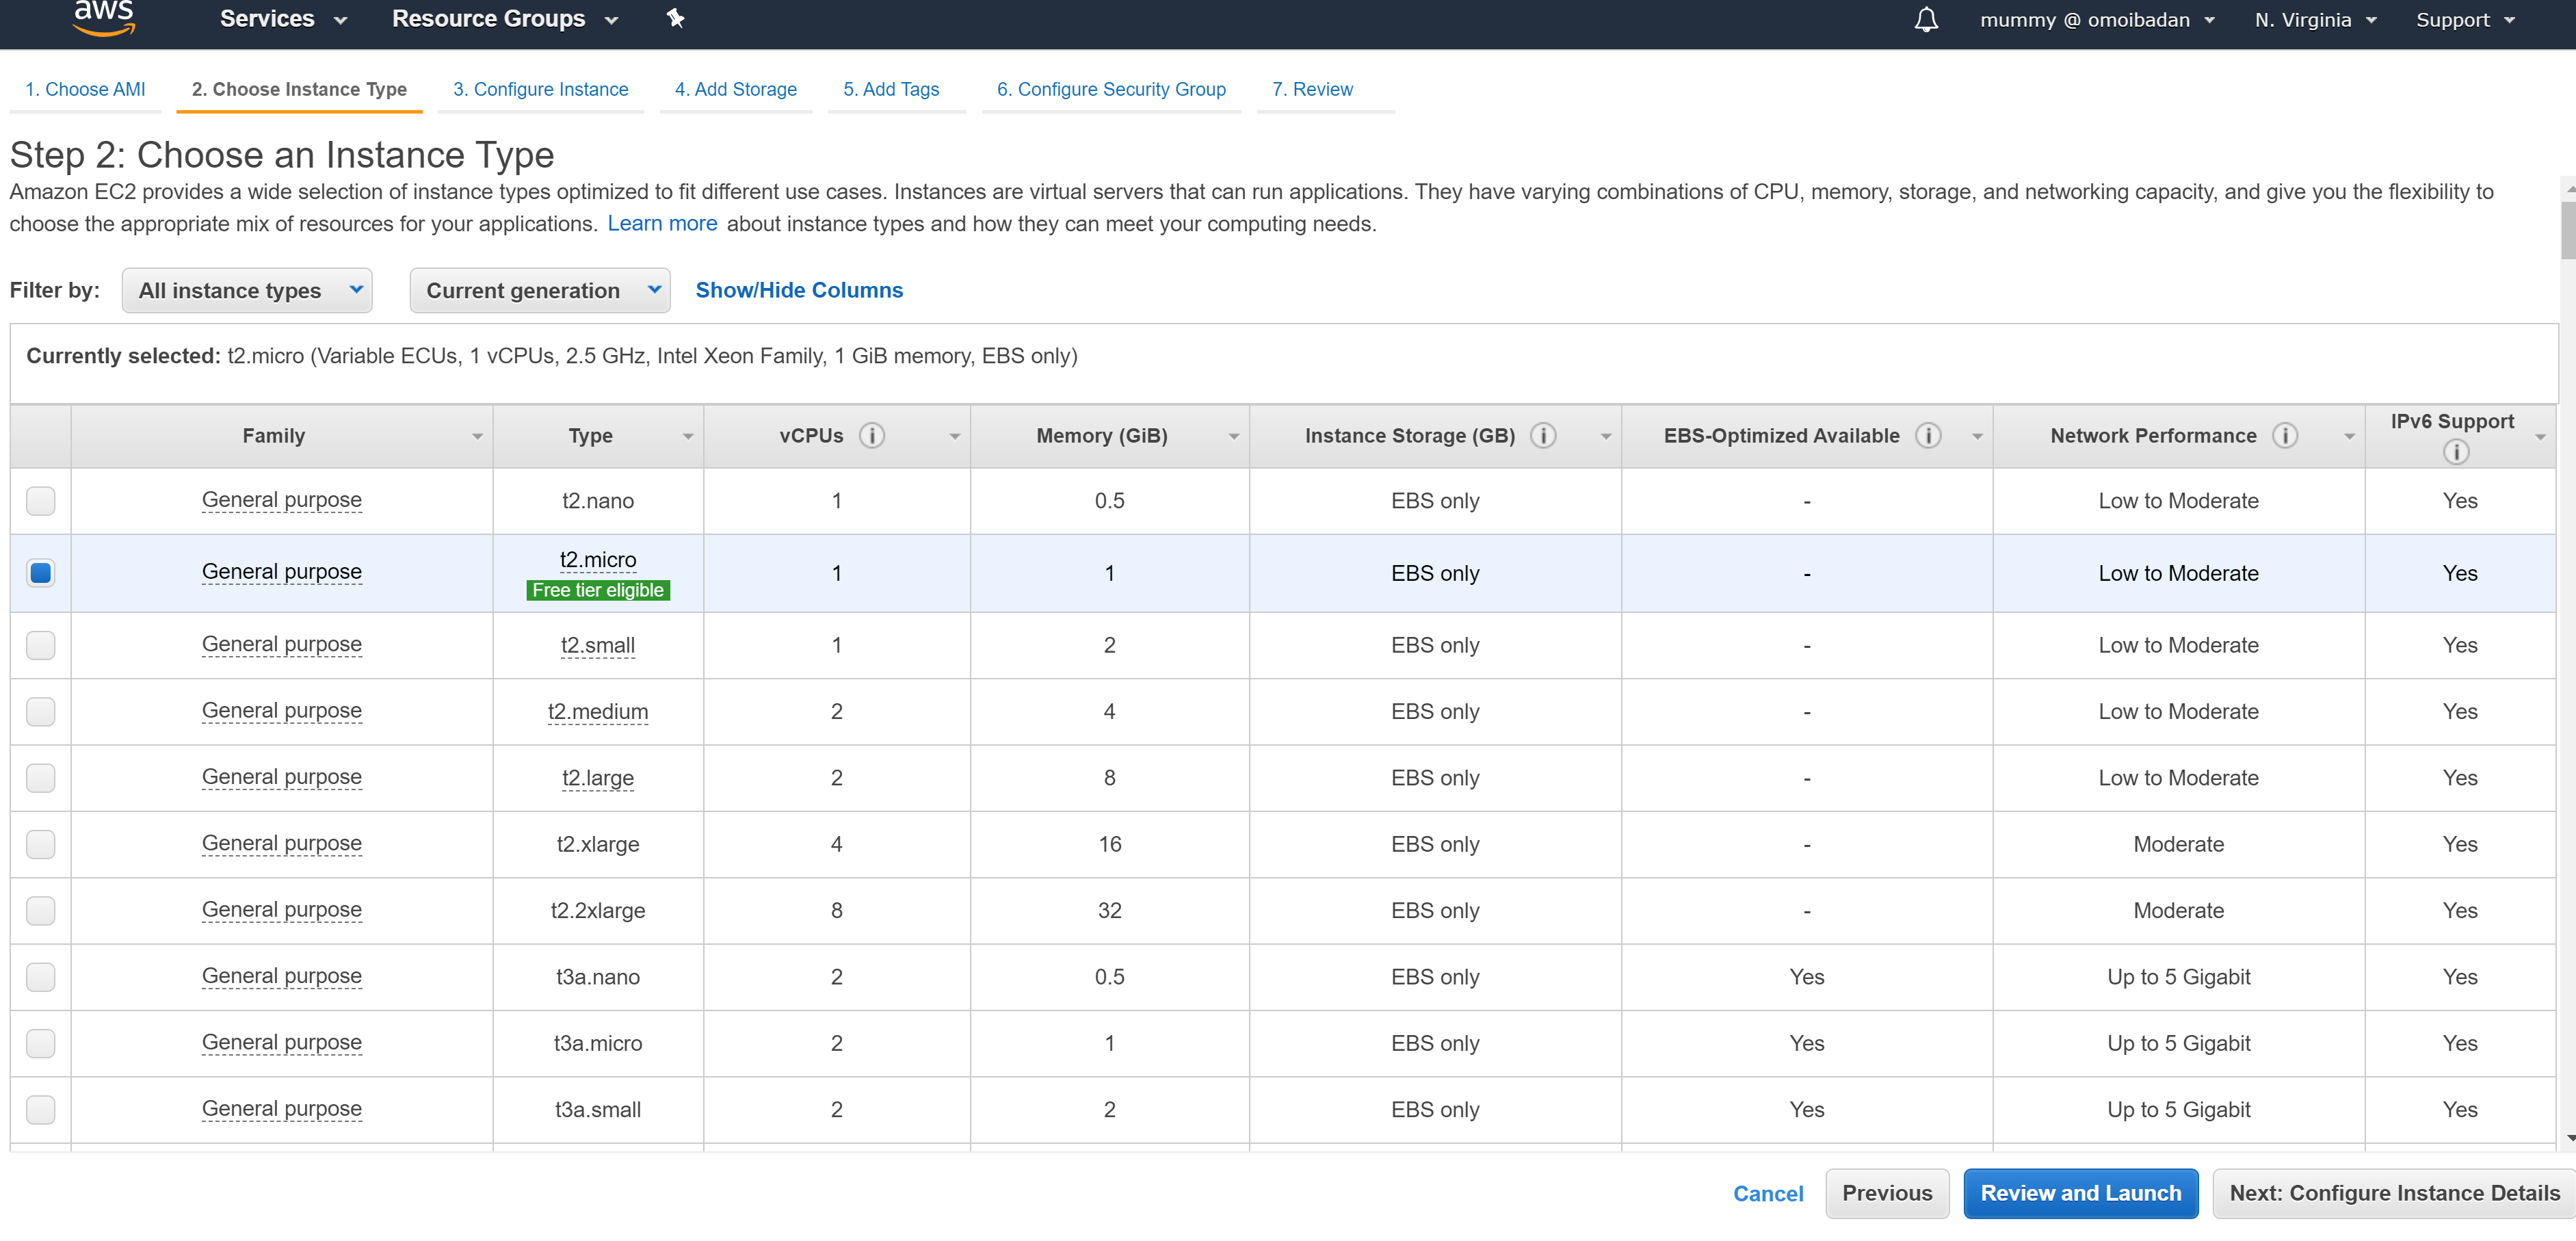 aws
Services
Resource Groups
mummy @ omoibadan
N. Virginia
Support
1. Choose AMI
2. Choose Instance Type
3. Configure Instance
4. Add Storage
5. Add Tags
6. Configure Security Group
7. Review
Step 2: Choose an Instance Type
Amazon EC2 provides a wide selection of instance types optimized to fit different use cases. Instances are virtual servers that can run applications. They have varying combinations of CPU, memory, storage, and networking capacity, and give you the flexibility to
choose the appropriate mix of resources for your applications. Learn more about instance types and how they can meet your computing needs.
Filter by: All instance types Current generation Show/Hide Columns
Currently selected: t2.micro (Variable ECUs, 1 vCPUs, 2.5 GHz, Intel Xeon Family, 1 GiB memory, EBS only)
Family Type vCPUs i Memory (GiB) Instance Storage (GB) i EBS-Optimized Available i Network Performance i IPv6 Support i
General purpose t2.nano 1 0.5 EBS only - Low to Moderate Yes
General purpose t2.micro 1 1 EBS only - Low to Moderate Yes
Free tier eligible
General purpose t2.small 1 2 EBS only - Low to Moderate Yes
General purpose t2.medium 2 4 EBS only - Low to Moderate Yes
General purpose t2.large 2 8 EBS only - Low to Moderate Yes
General purpose t2.xlarge 4 16 EBS only - Moderate Yes
General purpose t2.2xlarge 8 32 EBS only - Moderate Yes
General purpose t3a.nano 2 0.5 EBS only Yes Up to 5 Gigabit Yes
General purpose t3a.micro 2 1 EBS only Yes Up to 5 Gigabit Yes
General purpose t3a.small 2 2 EBS only Yes Up to 5 Gigabit Yes
Cancel Previous Review and Launch Next: Configure Instance Details